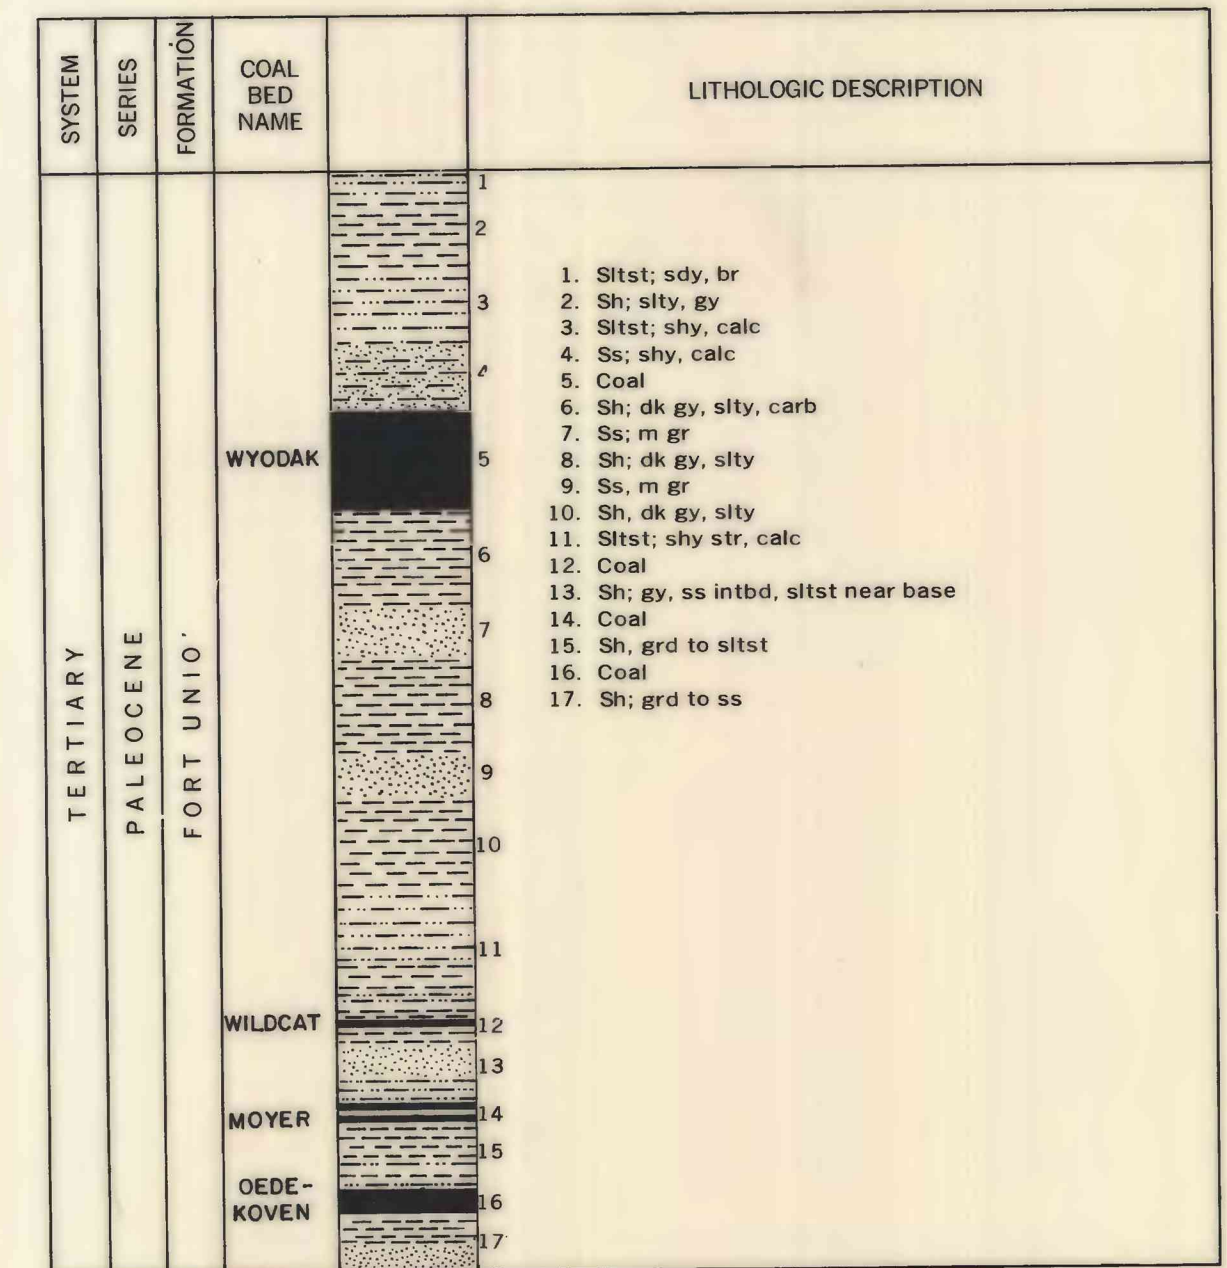 SYSTEM
SERIES
FORMATION
COAL
BED
NAME
LITHOLOGIC DESCRIPTION
TERTIARY
PALEOCENE
FORT UNIO'
WYODAK
WILDCAT
MOYER
OEDE-
KOVEN
1
2
3
4
5
6
7
8
9
10
11
12
13
14
15
16
17
1. Sltst; sdy, br
2. Sh; slty, gy
3. Sltst; shy, calc
4. Ss; shy, calc
5. Coal
6. Sh; dk gy, slty, carb
7. Ss; m gr
8. Sh; dk gy, slty
9. Ss, m gr
10. Sh, dk gy, slty
11. Sltst; shy str, calc
12. Coal
13. Sh; gy, ss intbd, sltst near base
14. Coal
15. Sh, grd to sltst
16. Coal
17. Sh; grd to ss